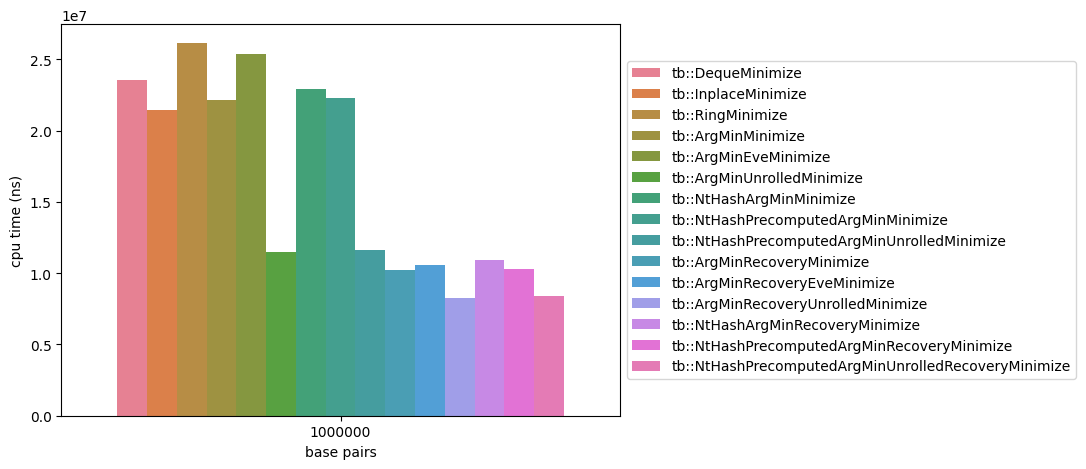 1e7
2.5
2.0
1.5
1.0
0.5
0.0
cpu time (ns)
1000000
base pairs
tb::DequeMinimize
tb::InplaceMinimize
tb::RingMinimize
tb::ArgMinMinimize
tb::ArgMinEveMinimize
tb::ArgMinUnrolledMinimize
tb::NtHashArgMinMinimize
tb::NtHashPrecomputedArgMinMinimize
tb::NtHashPrecomputedArgMinUnrolledMinimize
tb::ArgMinRecoveryMinimize
tb::ArgMinRecoveryEveMinimize
tb::ArgMinRecoveryUnrolledMinimize
tb::NtHashArgMinRecoveryMinimize
tb::NtHashPrecomputedArgMinRecoveryMinimize
tb::NtHashPrecomputedArgMinUnrolledRecoveryMinimize